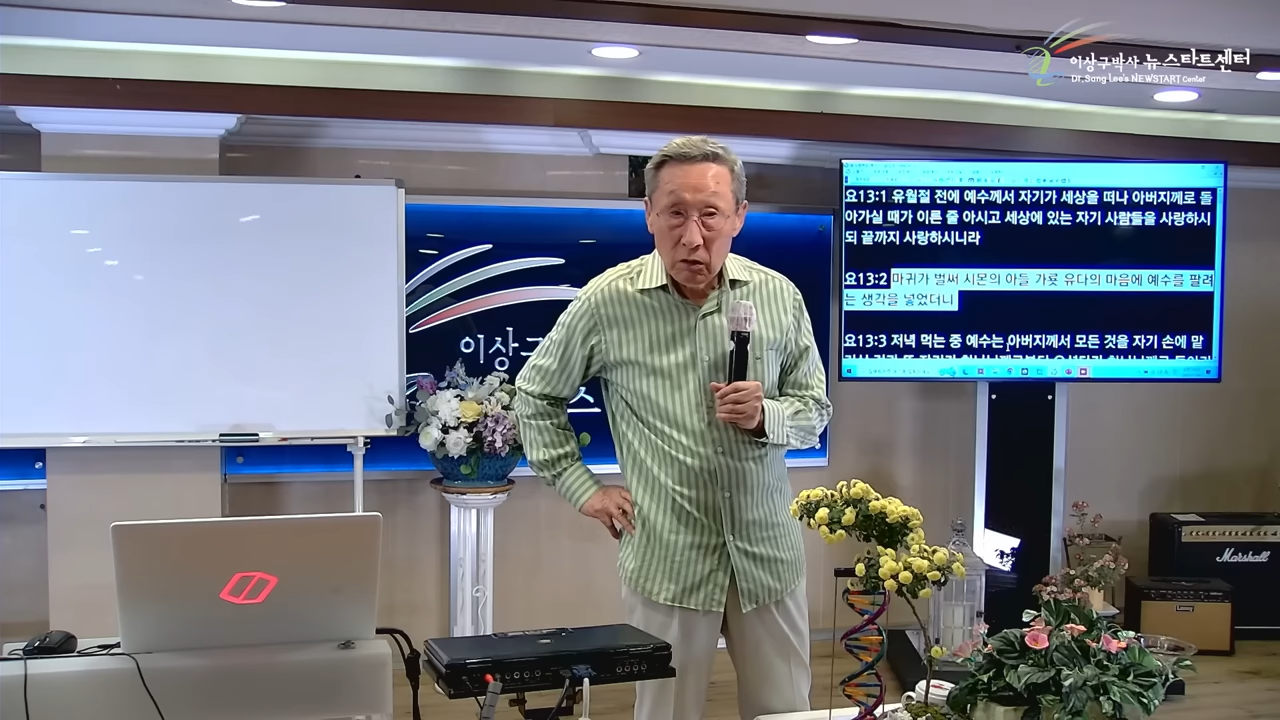 이상구박사 뉴스타트센터
Dr. Sang Lee's NEWSTART Center
요13:1 유월절 전에 예수께서 자기가 세상을 떠나 아버지께로 돌
아가실 때가 이른 줄 아시고 세상에 있는 자기 사람들을 사랑하시
되 끝까지 사랑하시니라
요13:2 마귀가 벌써 시몬의 아들 가룟 유다의 마음에 예수를 팔려
는 생각을 넣었더니
요13:3 저녁 먹는 중 예수는 아버지께서 모든 것을 자기 손에 맡
이상구
스
Marshall
Laney